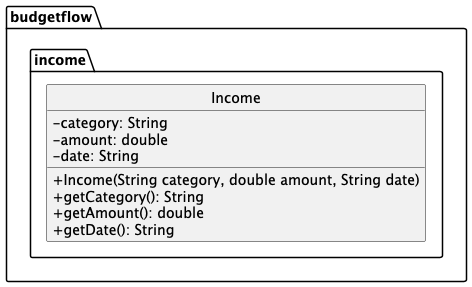 budgetflow
income
Income
-category: String
-amount: double
-date: String
+Income(String category, double amount, String date)
+getCategory(): String
+getAmount(): double
+getDate(): String